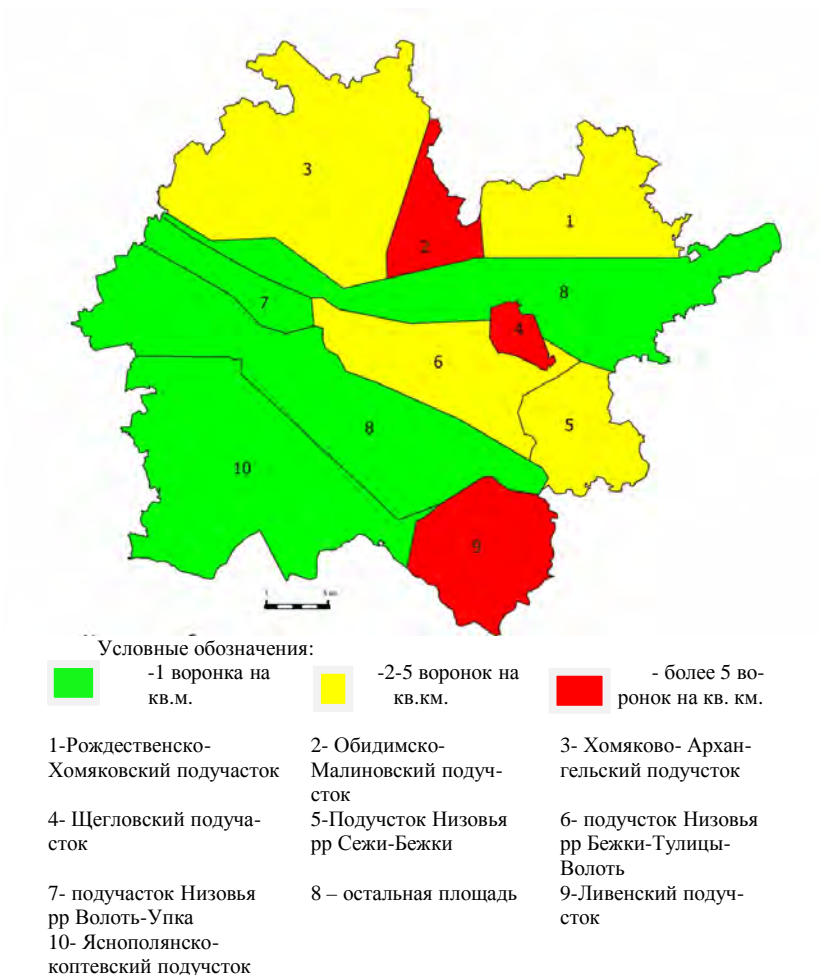 3
1
2
8
7
4
6
5
8
10
9
Условные обозначения:
-1 воронка на
кв.м.
-2-5 воронок на
кв.км.
- более 5 во-
ронок на кв. км.
1-Рождественско-
Хомяковский подучасток
2- Обидимско-
Малиновский подуч-
сток
3- Хомяково-Архан-
гельский подучсток
4- Щегловский подуча-
сток
5-Подучсток Низовья
рр Сежи-Бежки
6- подучсток Низовья
рр Бежки-Тулицы-
Волоть
7- подучасток Низовья
рр Волоть-Упка
8 – остальная площадь
9-Ливенский подуч-
сток
10- Яснополянско-
коптевский подучсток